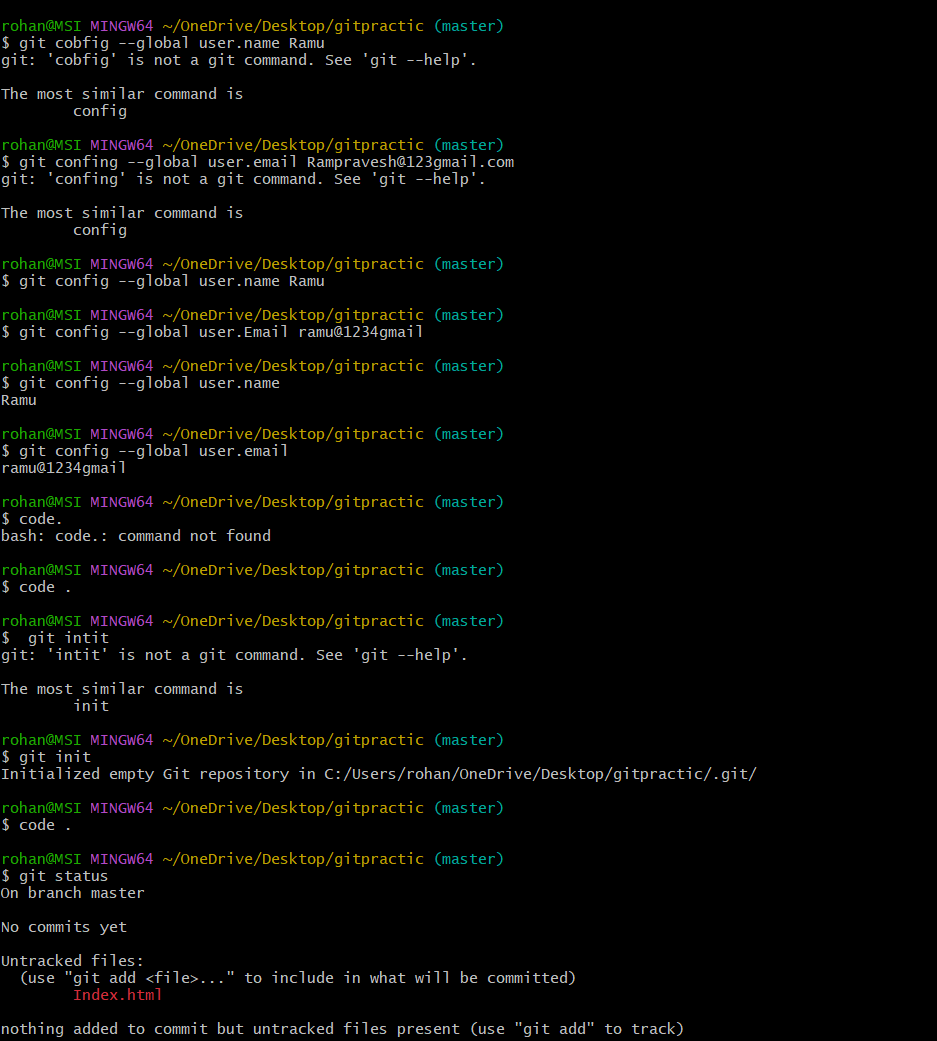 rohan@MSI MINGW64 ~/OneDrive/Desktop/gitpractic (master)
$ git cobfig --global user.name Ramu
git: 'cobfig' is not a git command. See 'git --help'.

The most similar command is
        config

rohan@MSI MINGW64 ~/OneDrive/Desktop/gitpractic (master)
$ git confing --global user.email Rampravesh@123gmail.com
git: 'confing' is not a git command. See 'git --help'.

The most similar command is
        config

rohan@MSI MINGW64 ~/OneDrive/Desktop/gitpractic (master)
$ git config --global user.name Ramu

rohan@MSI MINGW64 ~/OneDrive/Desktop/gitpractic (master)
$ git config --global user.Email ramu@1234gmail

rohan@MSI MINGW64 ~/OneDrive/Desktop/gitpractic (master)
$ git config --global user.name
Ramu

rohan@MSI MINGW64 ~/OneDrive/Desktop/gitpractic (master)
$ git config --global user.email
ramu@1234gmail

rohan@MSI MINGW64 ~/OneDrive/Desktop/gitpractic (master)
$ code.
bash: code.: command not found

rohan@MSI MINGW64 ~/OneDrive/Desktop/gitpractic (master)
$ code .

rohan@MSI MINGW64 ~/OneDrive/Desktop/gitpractic (master)
$  git intit
git: 'intit' is not a git command. See 'git --help'.

The most similar command is
        init

rohan@MSI MINGW64 ~/OneDrive/Desktop/gitpractic (master)
$ git init
Initialized empty Git repository in C:/Users/rohan/OneDrive/Desktop/gitpractic/.git/

rohan@MSI MINGW64 ~/OneDrive/Desktop/gitpractic (master)
$ code .

rohan@MSI MINGW64 ~/OneDrive/Desktop/gitpractic (master)
$ git status
On branch master

No commits yet

Untracked files:
  (use "git add <file>..." to include in what will be committed)
        Index.html

nothing added to commit but untracked files present (use "git add" to track)